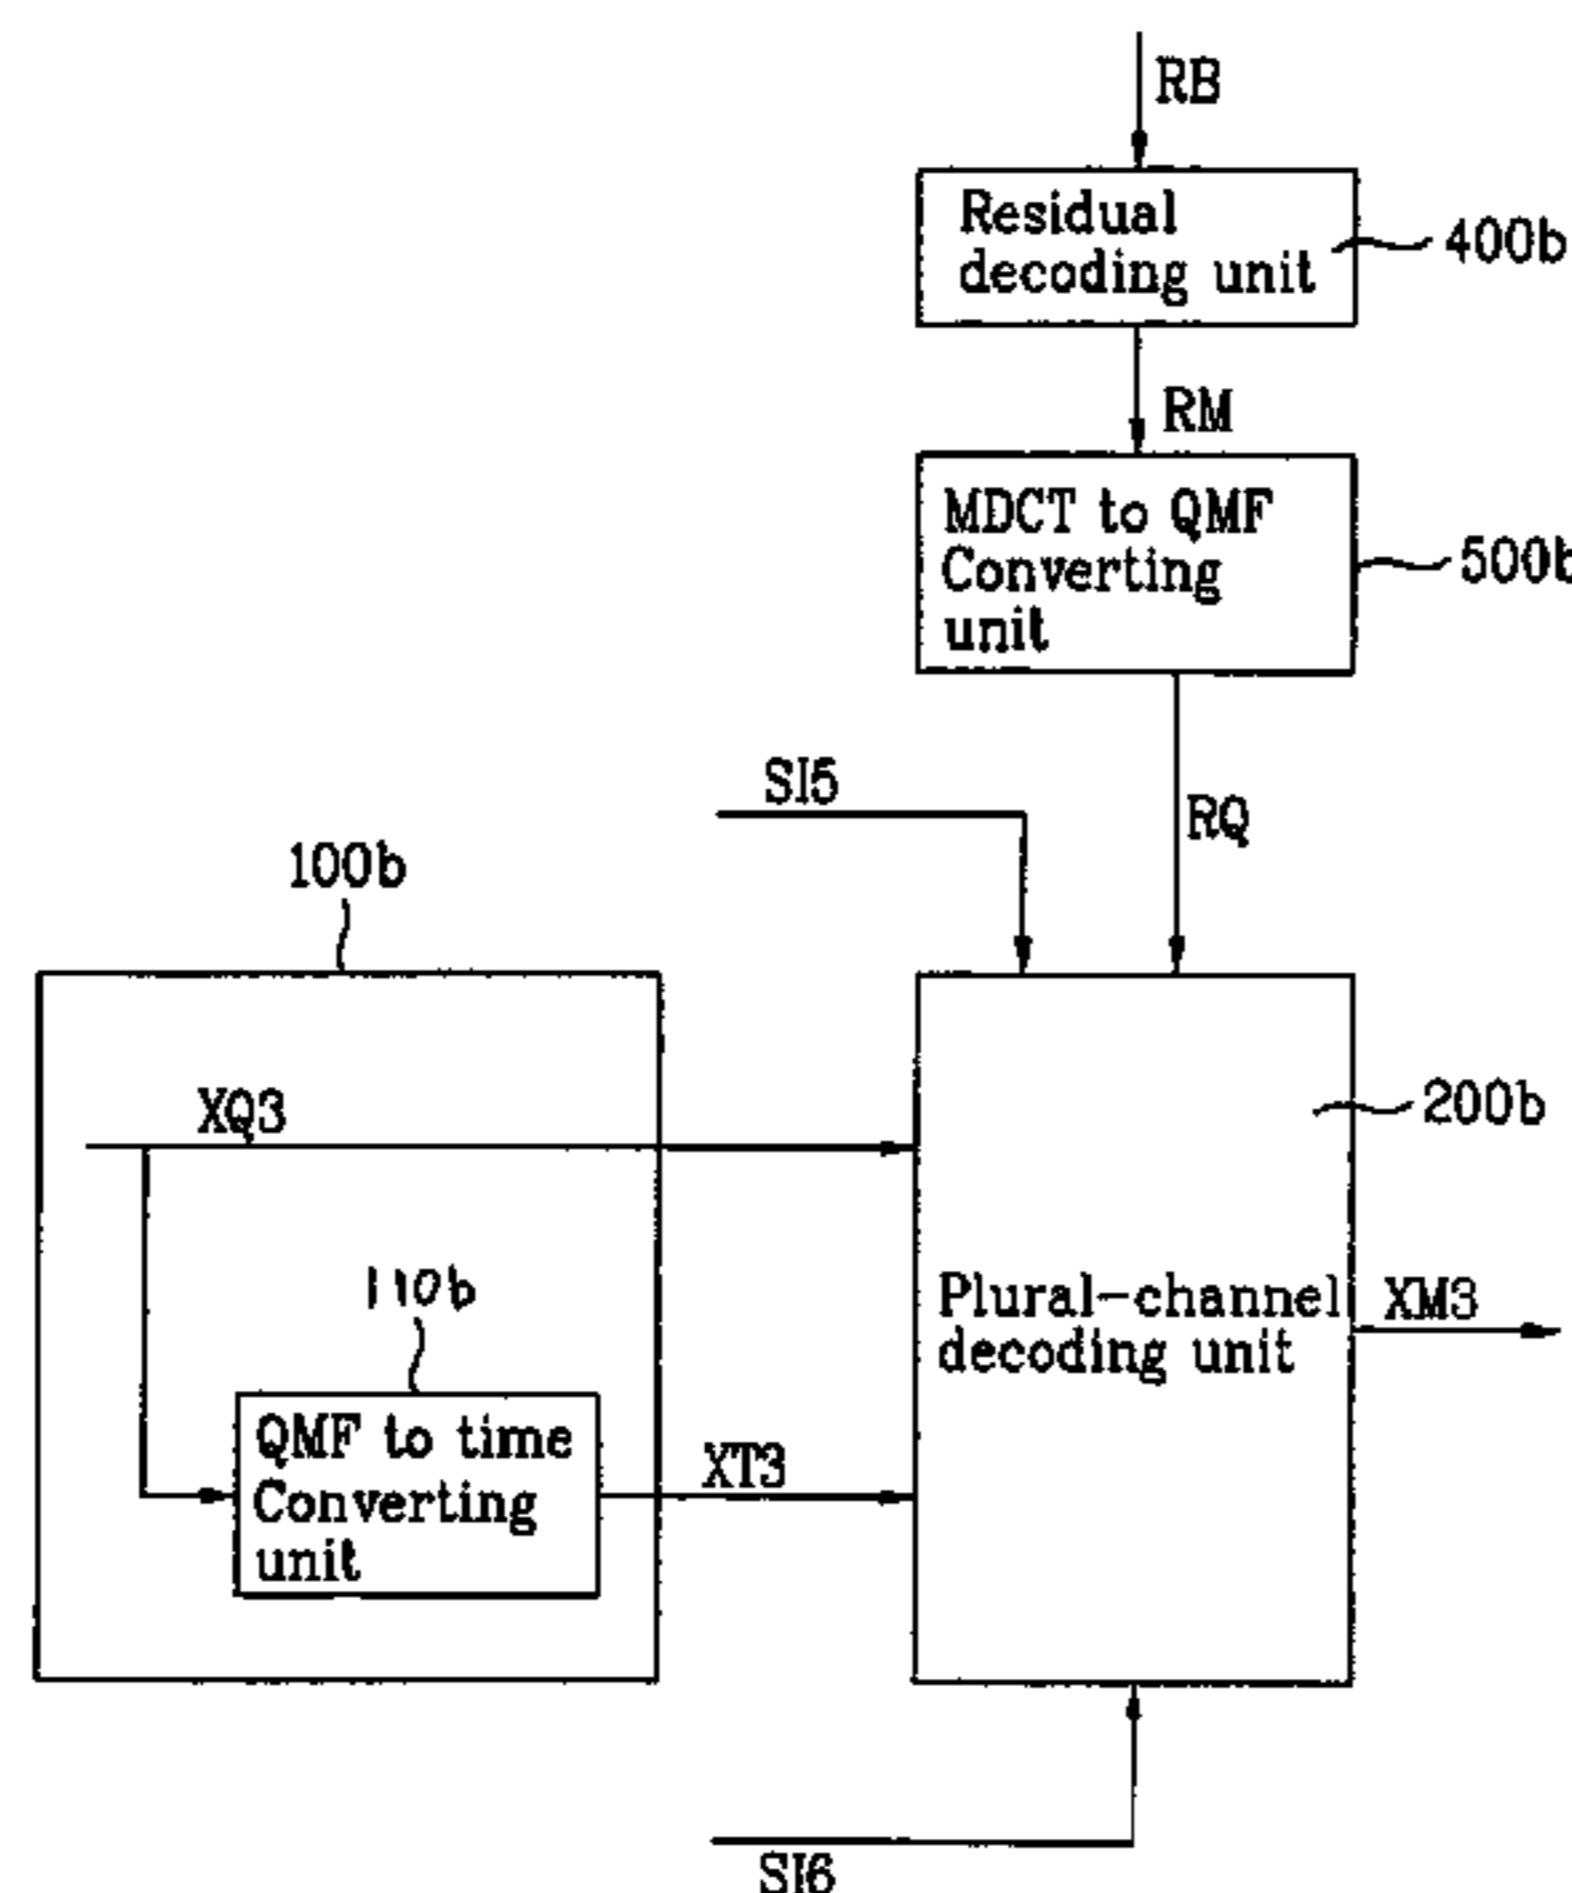 RB
Residual
decoding unit
400b
RM
MDCT to QMF
Converting
unit
500b
SI5
RQ
100b
XQ3
200b
110b
Plural-channel
decoding unit
XM3
QMF to time
Converting
unit
XT3
SI6